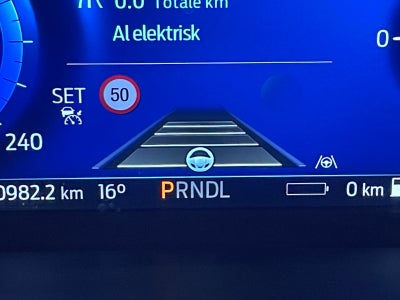 0.0 Totale km
Al elektrisk
0
SET 50
240
0982.2 km 16° PRNDL 0 km